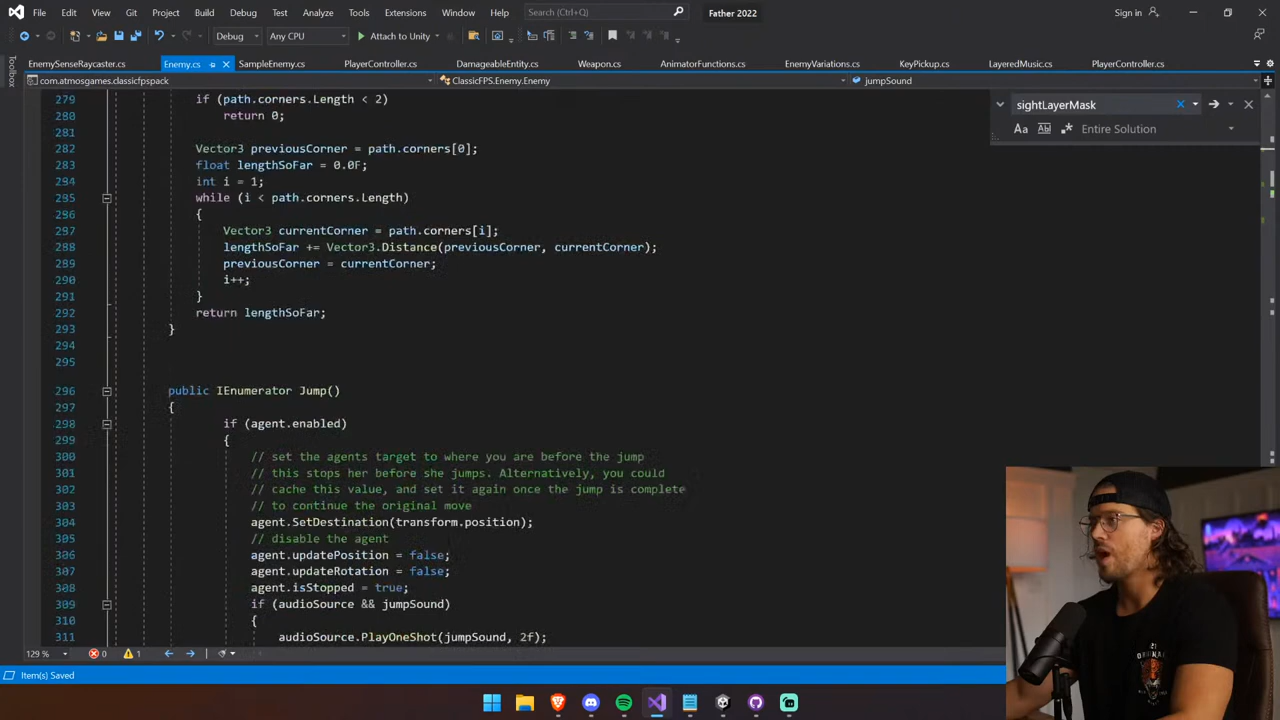 File Edit View Git Project Build Debug Test Analyze Tools Extensions Window Help Search (Ctrl+Q) Father 2022 Sign in
Debug Any CPU Attach to Unity
Toolbox
EnemySenseRaycaster.cs Enemy.cs SampleEnemy.cs PlayerController.cs DamageableEntity.cs Weapon.cs AnimatorFunctions.cs EnemyVariations.cs KeyPickup.cs LayeredMusic.cs PlayerController.cs
com.atmosgames.classicfpspack ClassicFPS.Enemy.Enemy jumpSound
sightLayerMask
Aa Ab Entire Solution
279 if (path.corners.Length < 2)
280 return 0;
281
282 Vector3 previousCorner = path.corners[0];
283 float lengthSoFar = 0.0F;
294 int i = 1;
295 while (i < path.corners.Length)
296 {
297 Vector3 currentCorner = path.corners[i];
288 lengthSoFar += Vector3.Distance(previousCorner, currentCorner);
289 previousCorner = currentCorner;
290 i++;
291 }
292 return lengthSoFar;
293 }
294
295
296 public IEnumerator Jump()
297 {
298 if (agent.enabled)
299 {
300 // set the agents target to where you are before the jump
301 // this stops her before she jumps. Alternatively, you could
302 // cache this value, and set it again once the jump is complete
303 // to continue the original move
304 agent.SetDestination(transform.position);
305 // disable the agent
306 agent.updatePosition = false;
307 agent.updateRotation = false;
308 agent.isStopped = true;
309 if (audioSource && jumpSound)
310 {
311 audioSource.PlayOneShot(jumpSound, 2f);
129 % 0 1
Item(s) Saved
ORIGINAL